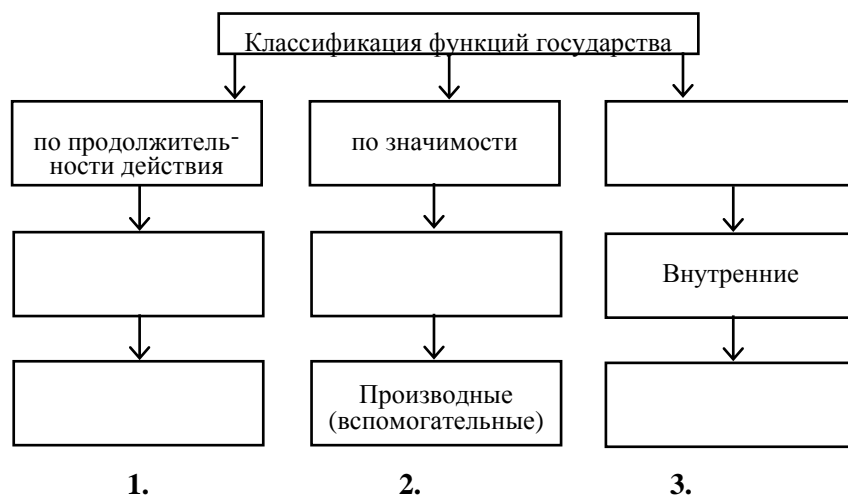 Классификация функций государства
по продолжитель-
ности действия
по значимости
Внутренние
Производные
(вспомогательные)
1.
2.
3.